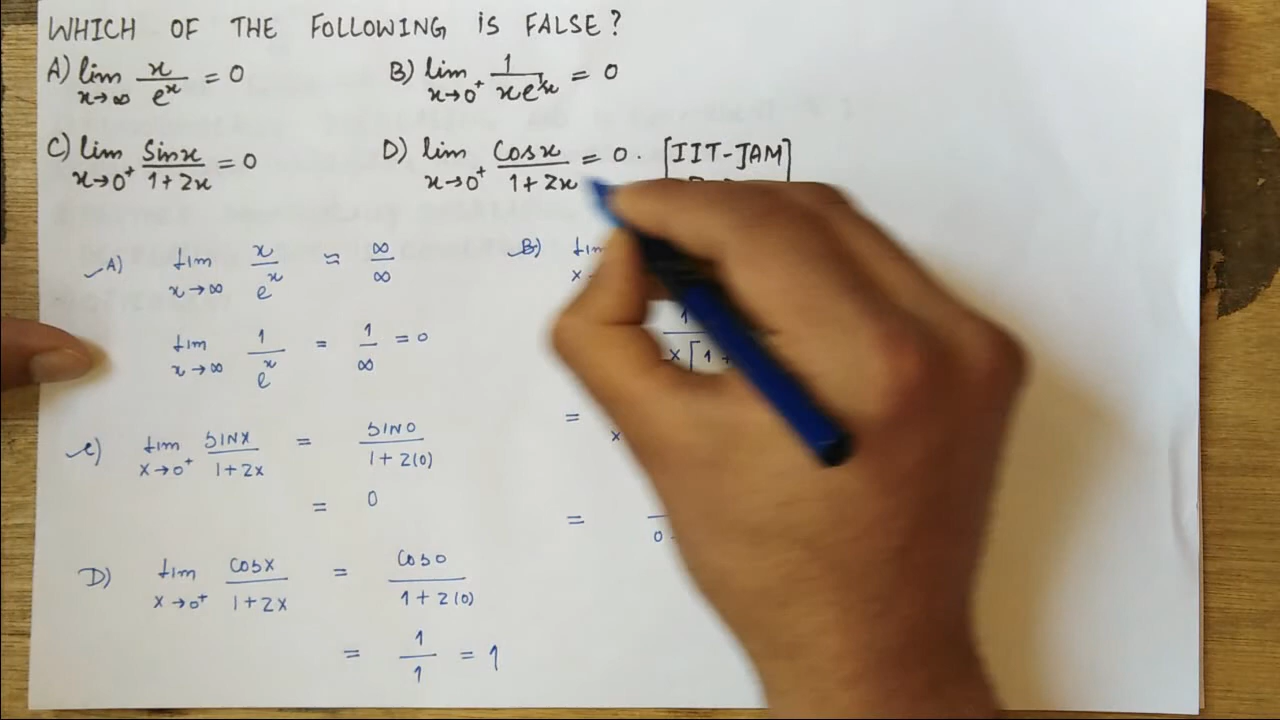 WHICH OF THE FOLLOWING IS FALSE?
A) lim x→∞ x/e^x = 0 B) lim x→0⁺ 1/(xe^(1/x)) = 0
C) lim x→0⁺ Sinx/(1+2x) = 0 D) lim x→0⁺ Cosx/(1+2x) = 0. [IIT-JAM]
A) lim x→∞ x/e^x ≈ ∞/∞ B)
lim x→∞ 1/e^x = 1/∞ = 0
C) lim x→0⁺ SINX/(1+2X) = SIN0/(1+2(0)) =
= 0 =
D) lim x→0⁺ COSX/(1+2X) = COS0/(1+2(0))
= 1/1 = 1